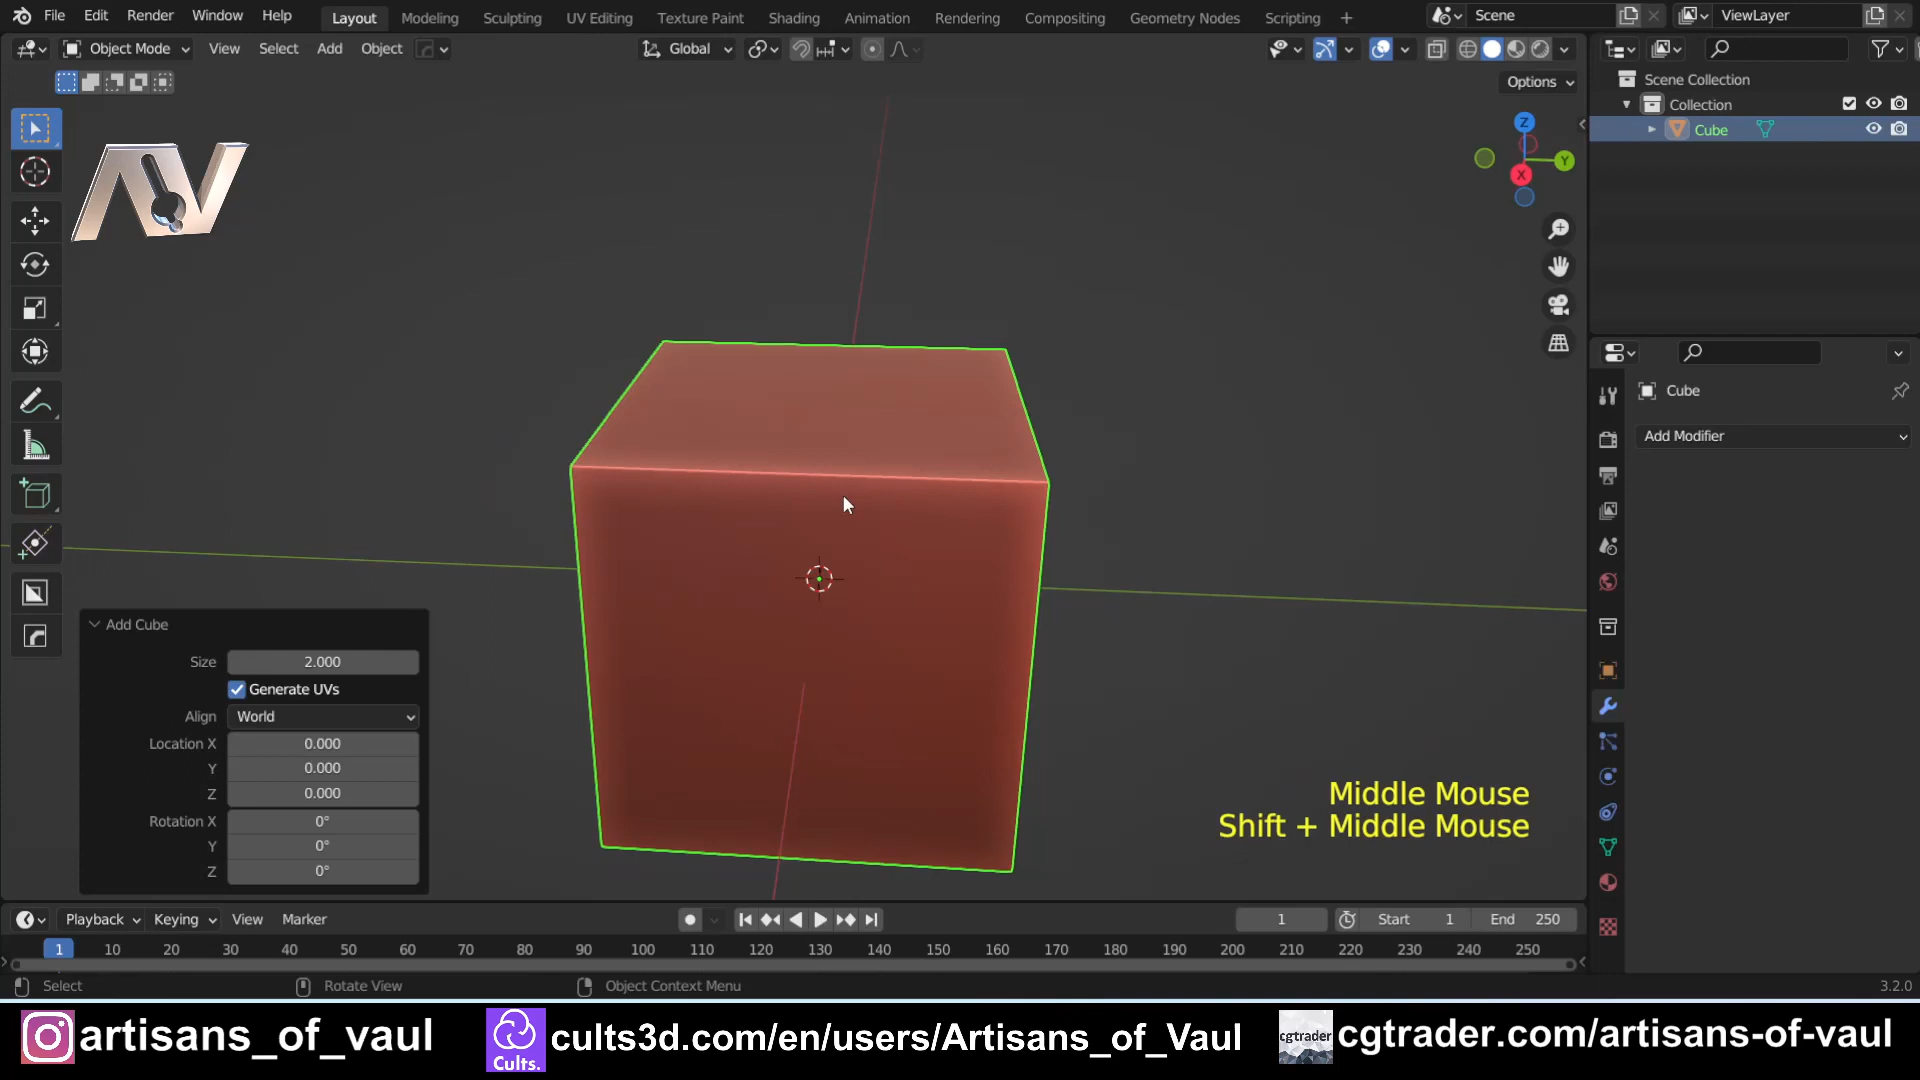 File Edit Render Window Help
Layout Modeling Sculpting UV Editing Texture Paint Shading Animation Rendering Compositing Geometry Nodes Scripting +
Scene
ViewLayer
Object Mode View Select Add Object
Global
Options
Z
Y
X
Scene Collection
Collection
Cube
Cube
Add Modifier
Add Cube
Size 2.000
Generate UVs
Align World
Location X 0.000
Y 0.000
Z 0.000
Rotation X 0°
Y 0°
Z 0°
Middle Mouse
Shift + Middle Mouse
Playback Keying View Marker
1
Start 1
End 250
1 10 20 30 40 50 60 70 80 90 100 110 120 130 140 150 160 170 180 190 200 210 220 230 240 250
Select
Rotate View
Object Context Menu
3.2.0
artisans_of_vaul
Cults.
cults3d.com/en/users/Artisans_of_Vaul
cgtrader
cgtrader.com/artisans-of-vaul